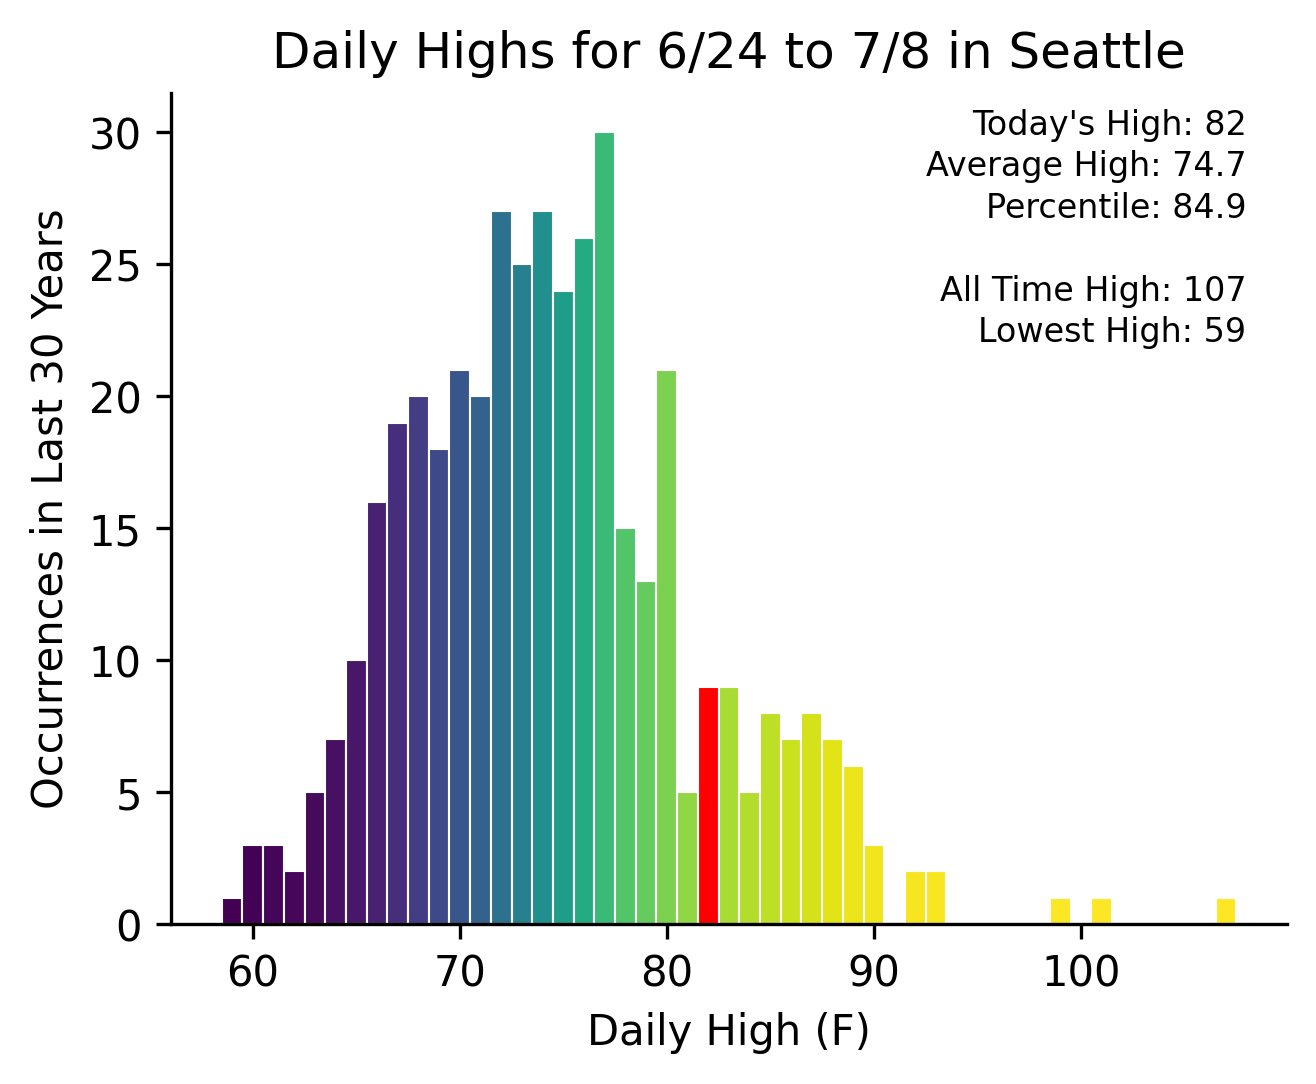 Daily Highs for 6/24 to 7/8 in Seattle
Today's High: 82
Average High: 74.7
Percentile: 84.9
All Time High: 107
Lowest High: 59
Occurrences in Last 30 Years
30
25
20
15
10
5
0
60 70 80 90 100
Daily High (F)